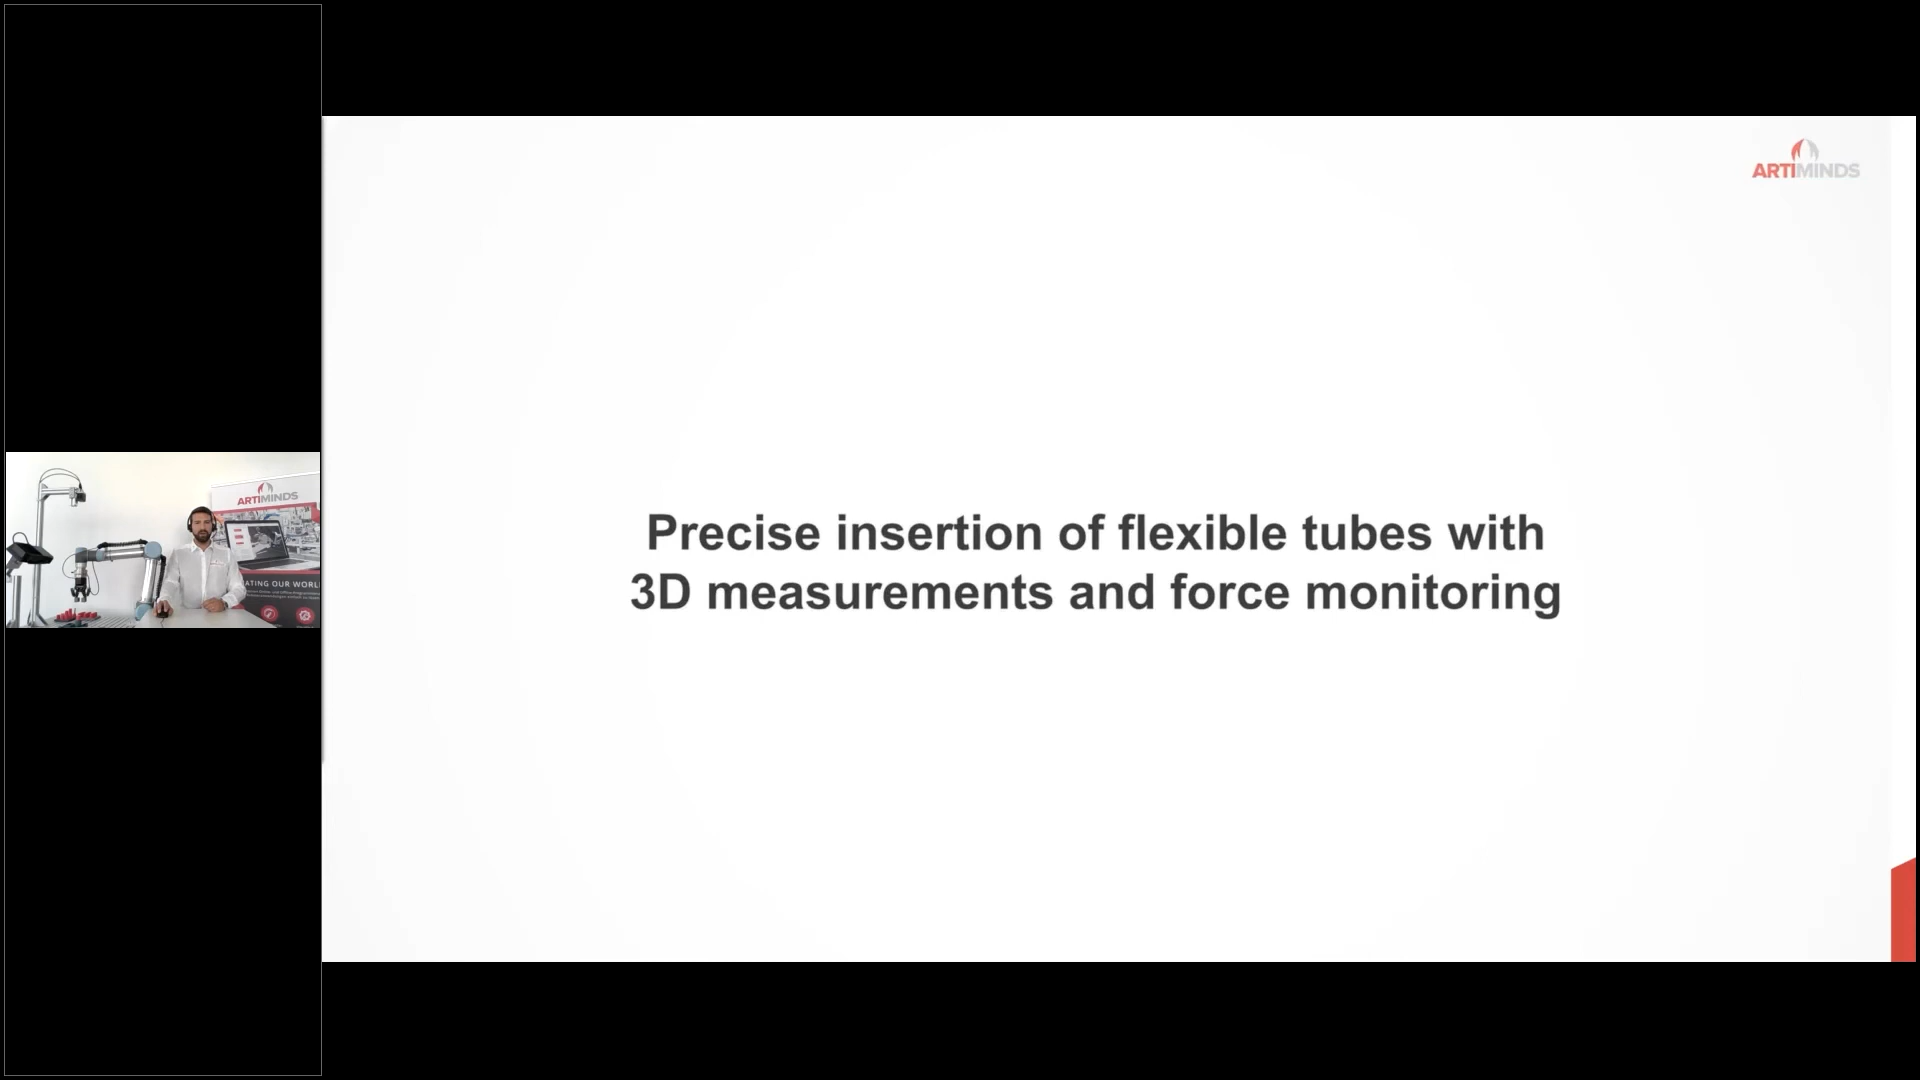 ARTIMINDS
Precise insertion of flexible tubes with
3D measurements and force monitoring
ARTIMINDS
ATING OUR WORL